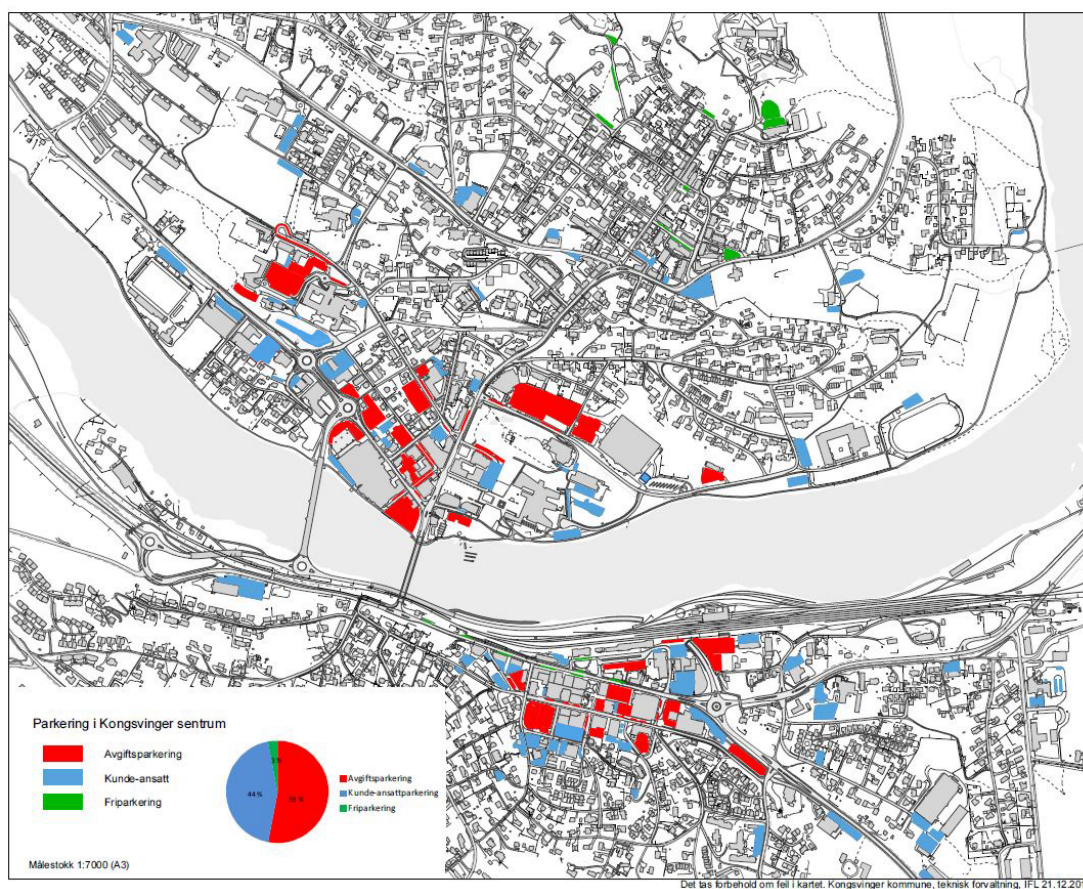 Parkering i Kongsvinger sentrum
Avgiftsparkering
Kunde-ansatt
Friparkering
44 %
3 %
Avgiftsparkering
Kunde-ansattparkering
Friparkering
Målestokk 1:7000 (A3)
Det tas forbehold om feil i kartet. Kongsvinger kommune, teknisk forvaltning, IFL 21.12.20